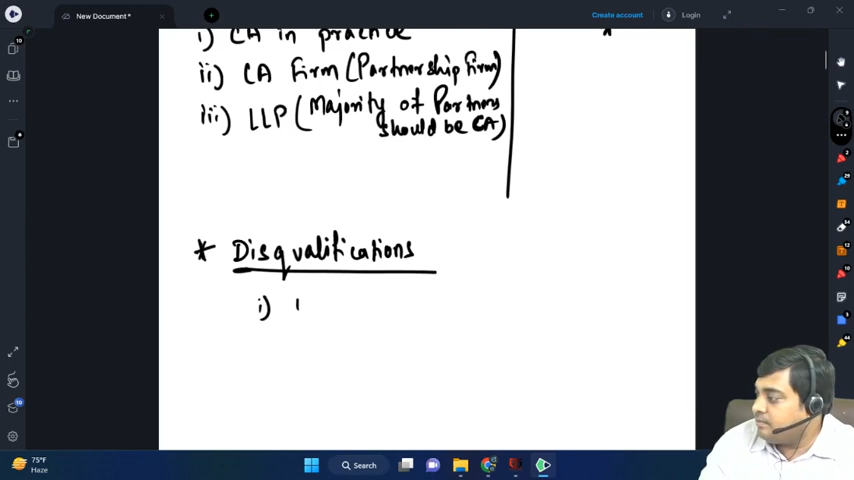 New Document*
Create account
Login
i) CA in practice
ii) CA Firm (Partnership Firm)
iii) LLP (Majority of Partners
should be CA)
* Disqualifications
i)
75°F
Haze
Search